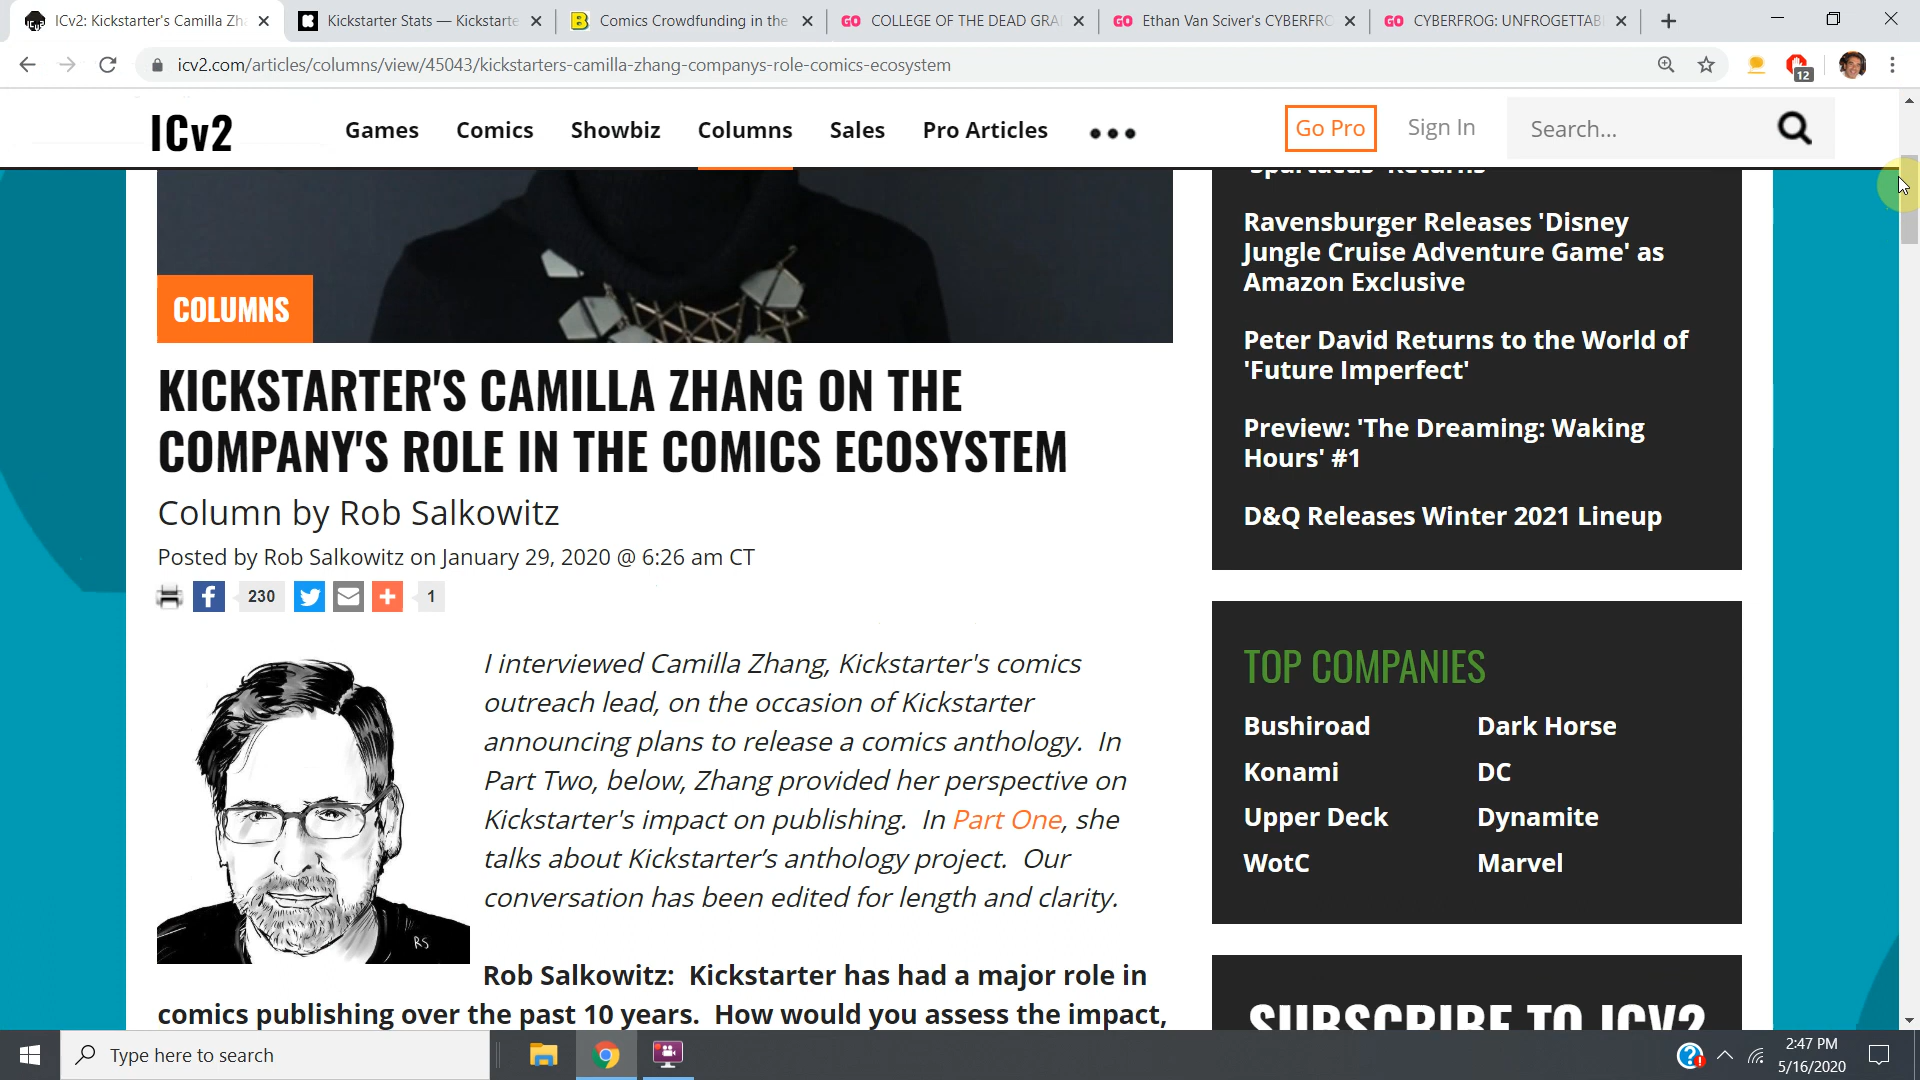 ICv2: Kickstarter's Camilla Zh
Kickstarter Stats — Kickstarte
Comics Crowdfunding in the
GO COLLEGE OF THE DEAD GRA
GO Ethan Van Sciver's CYBERFRO
GO CYBERFROG: UNFROGETTAB
icv2.com/articles/columns/view/45043/kickstarters-camilla-zhang-companys-role-comics-ecosystem
12
ICv2
Games
Comics
Showbiz
Columns
Sales
Pro Articles
Go Pro
Sign In
Search...
COLUMNS
KICKSTARTER'S CAMILLA ZHANG ON THE
COMPANY'S ROLE IN THE COMICS ECOSYSTEM
Column by Rob Salkowitz
Posted by Rob Salkowitz on January 29, 2020 @ 6:26 am CT
230
1
I interviewed Camilla Zhang, Kickstarter's comics
outreach lead, on the occasion of Kickstarter
announcing plans to release a comics anthology. In
Part Two, below, Zhang provided her perspective on
Kickstarter's impact on publishing. In Part One, she
talks about Kickstarter's anthology project. Our
conversation has been edited for length and clarity.
RS
Rob Salkowitz: Kickstarter has had a major role in
comics publishing over the past 10 years. How would you assess the impact,
'Spartacus' Returns
Ravensburger Releases 'Disney
Jungle Cruise Adventure Game' as
Amazon Exclusive
Peter David Returns to the World of
'Future Imperfect'
Preview: 'The Dreaming: Waking
Hours' #1
D&Q Releases Winter 2021 Lineup
TOP COMPANIES
Bushiroad
Dark Horse
Konami
DC
Upper Deck
Dynamite
WotC
Marvel
SUBSCRIBE TO ICV2
Type here to search
2:47 PM
5/16/2020